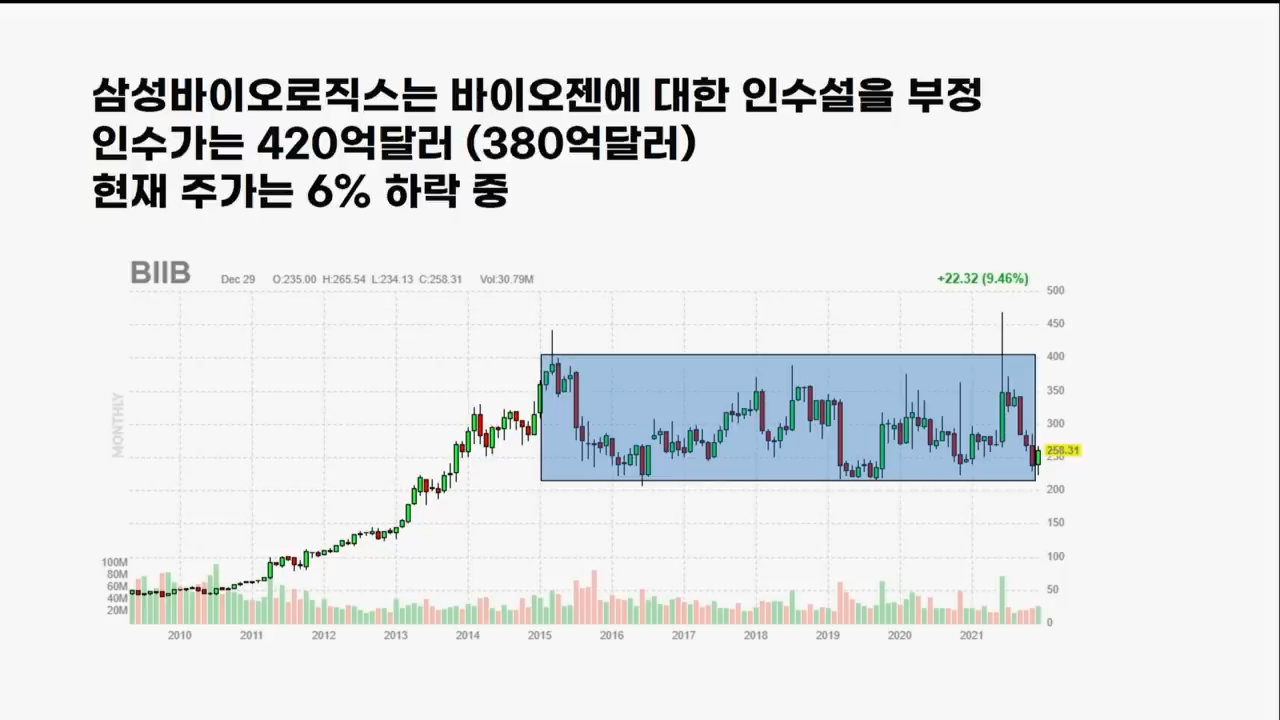 삼성바이오로직스는 바이오젠에 대한 인수설을 부정
인수가는 420억달러 (380억달러)
현재 주가는 6% 하락 중
BIIB Dec 29 O:235.00 H:265.54 L:234.13 C:258.31 Vol:30.79M +22.32 (9.46%)
MONTHLY
500
450
400
350
300
258.31
250
200
150
100
50
0
100M
80M
60M
40M
20M
2010 2011 2012 2013 2014 2015 2016 2017 2018 2019 2020 2021